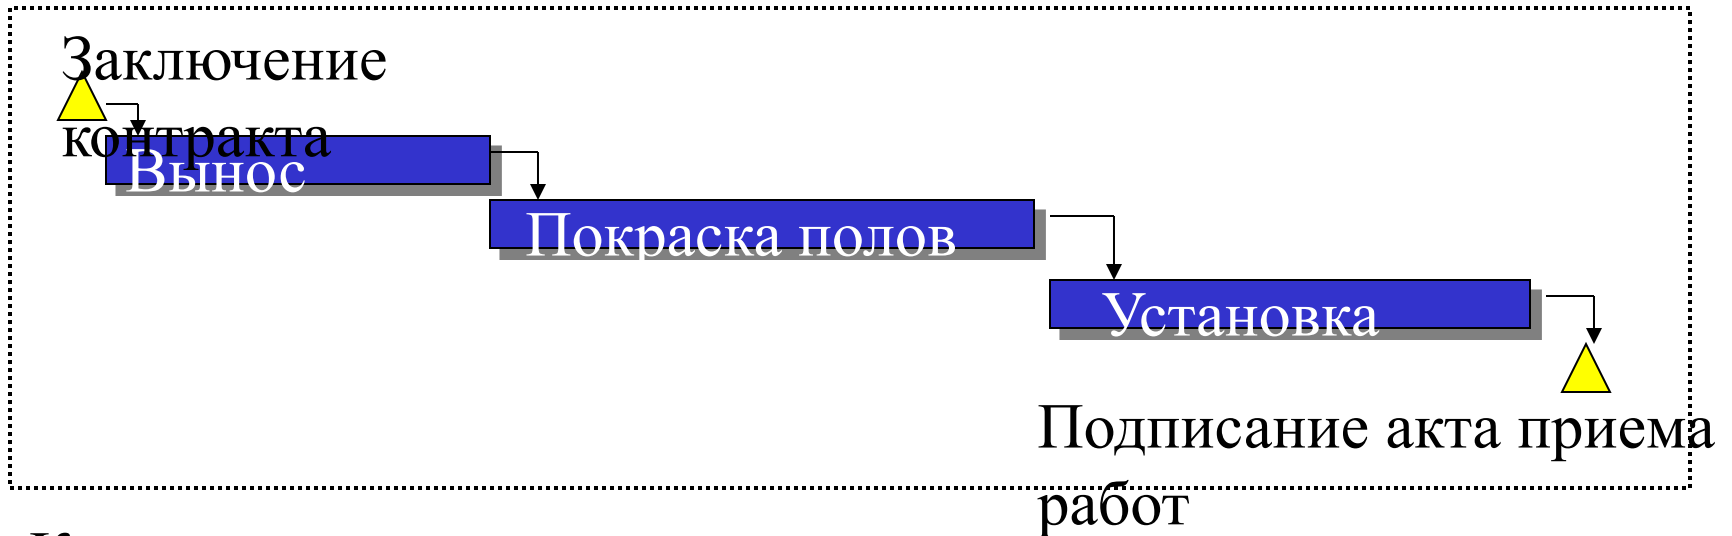 Заключение
контракта
Вынос
Покраска полов
Установка
Подписание акта приема
работ